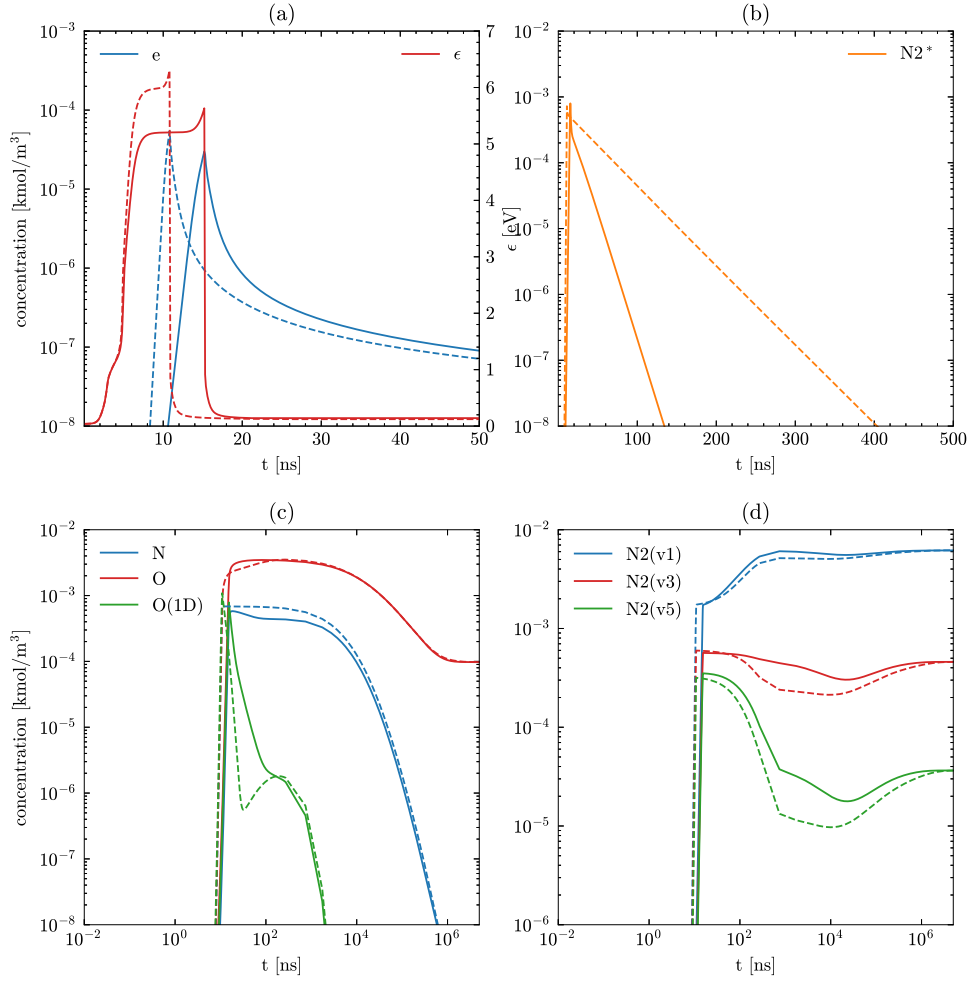 (a)
e
ϵ
concentration [kmol/m³]
10⁻³
10⁻⁴
10⁻⁵
10⁻⁶
10⁻⁷
10⁻⁸
7
6
5
4
3
2
1
0
ϵ [eV]
10
20
30
40
50
t [ns]
(b)
N2*
10⁻²
10⁻³
10⁻⁴
10⁻⁵
10⁻⁶
10⁻⁷
10⁻⁸
100
200
300
400
500
t [ns]
(c)
N
O
O(1D)
concentration [kmol/m³]
10⁻²
10⁻³
10⁻⁴
10⁻⁵
10⁻⁶
10⁻⁷
10⁻⁸
10⁻²
10⁰
10²
10⁴
10⁶
t [ns]
(d)
N2(v1)
N2(v3)
N2(v5)
10⁻²
10⁻³
10⁻⁴
10⁻⁵
10⁻⁶
10⁻²
10⁰
10²
10⁴
10⁶
t [ns]